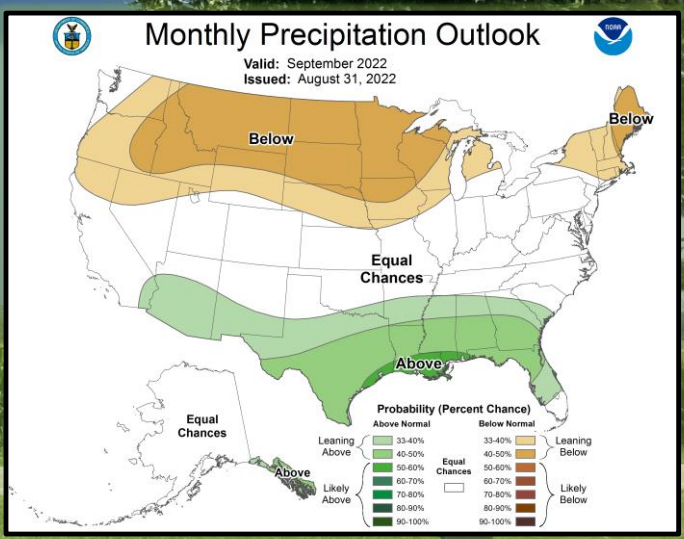 Monthly Precipitation Outlook
NOAA
Valid: September 2022
Issued: August 31, 2022
Below
Below
Equal
Chances
Above
Equal
Chances
Above
Probability (Percent Chance)
Above Normal
Below Normal
Leaning
Above
33-40%
40-50%
Likely
Above
50-60%
60-70%
70-80%
80-90%
90-100%
Equal
Chances
33-40%
40-50%
Leaning
Below
50-60%
60-70%
70-80%
80-90%
90-100%
Likely
Below